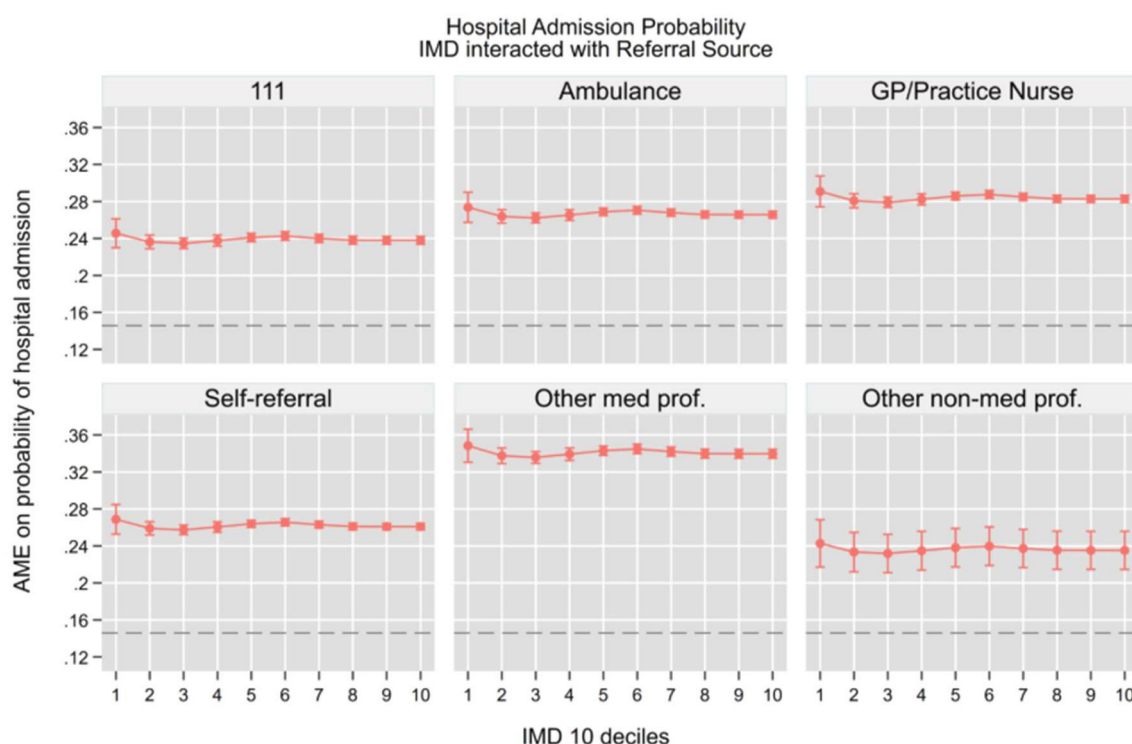 Hospital Admission Probability
IMD interacted with Referral Source
AME on probability of hospital admission
111
Ambulance
GP/Practice Nurse
.36
.32
.28
.24
.2
.16
.12
Self-referral
Other med prof.
Other non-med prof.
.36
.32
.28
.24
.2
.16
.12
1 2 3 4 5 6 7 8 9 10
1 2 3 4 5 6 7 8 9 10
1 2 3 4 5 6 7 8 9 10
IMD 10 deciles